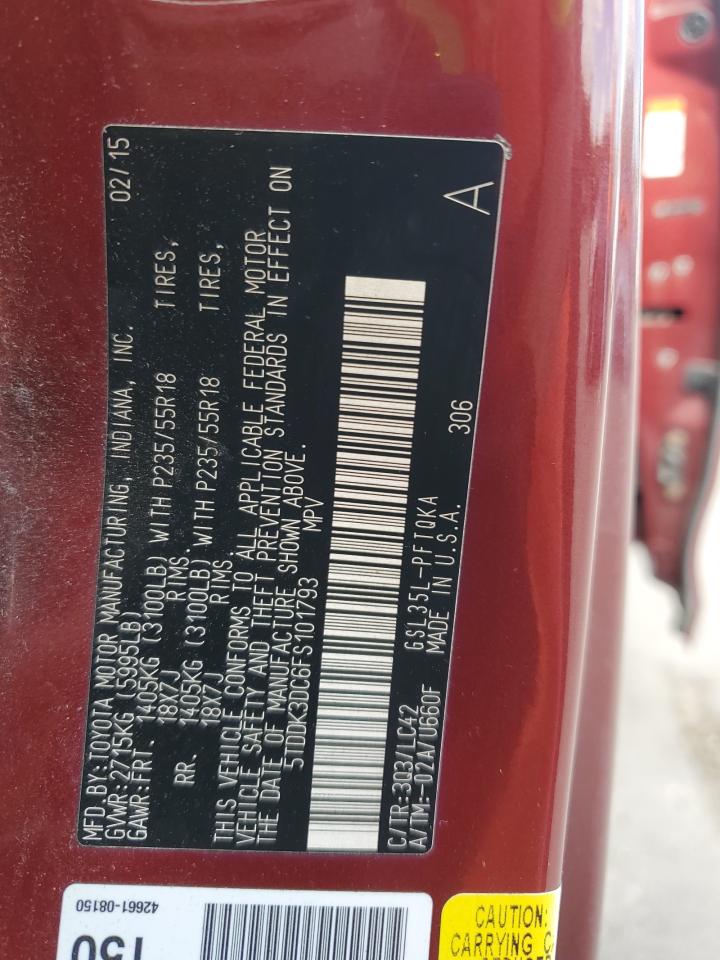 MFD. BY: TOYOTA MOTOR MANUFACTURING, INDIANA, INC. 02/15
GVWR: 2715KG (5995LB)
GAWR: FRT. 1405KG (3100LB) WITH P235/55R18 TIRES,
18X7J RIMS.
RR. 1405KG (3100LB) WITH P235/55R18 TIRES,
18X7J RIMS.
THIS VEHICLE CONFORMS TO ALL APPLICABLE FEDERAL MOTOR
VEHICLE SAFETY AND THEFT PREVENTION STANDARDS IN EFFECT ON
THE DATE OF MANUFACTURE SHOWN ABOVE.
5TDDK3DC6FS101793 MPV
A
C/TR:3Q3/LC42 GSL35L-PFTQKA 306
A/TM:-02A/U660F MADE IN U.S.A.
42661-08150
150
CAUTION:
CARRYING